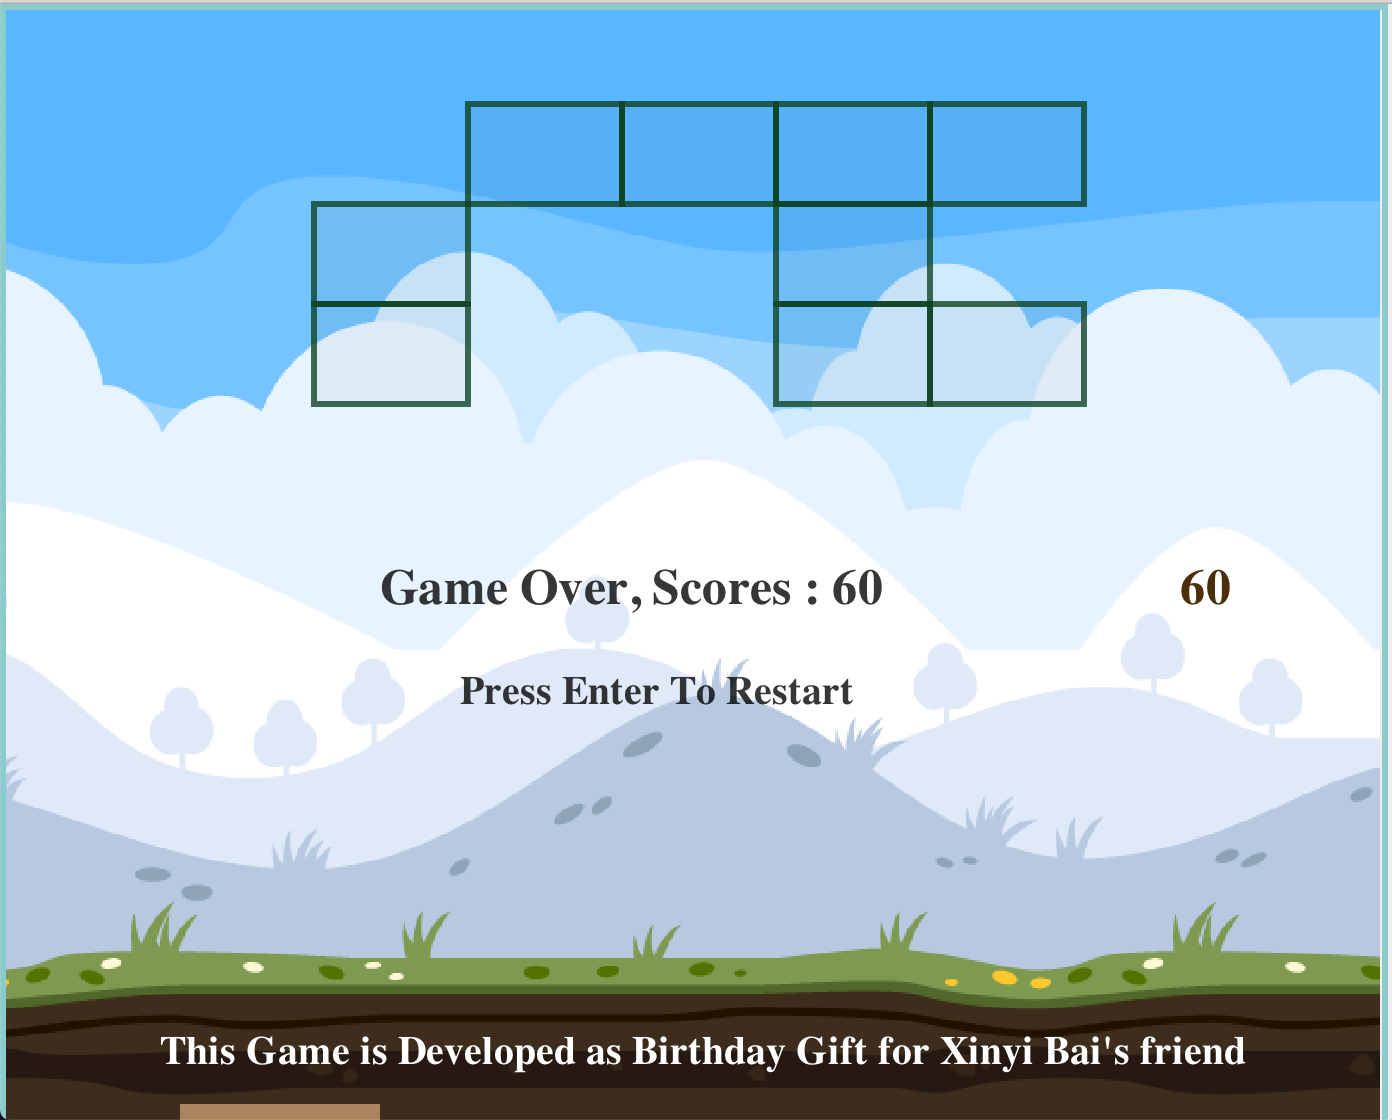 Game Over, Scores : 60
60
Press Enter To Restart
This Game is Developed as Birthday Gift for Xinyi Bai's friend